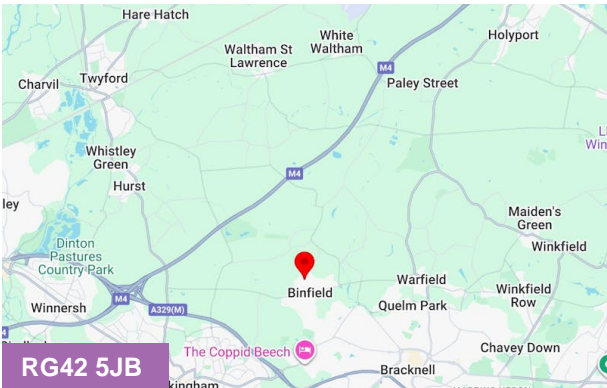 Hare Hatch
White
Waltham
Holyport
Waltham St
Lawrence
M4
Paley Street
Charvil
Twyford
Whistley
Green
M4
Hurst
Maiden's
Green
Winkfield
Dinton
Pastures
Country Park
Binfield
Warfield
Winkfield
Row
M4
A329(M)
Quelm Park
Winnersh
The Coppid Beech
Chavey Down
RG42 5JB
Bracknell